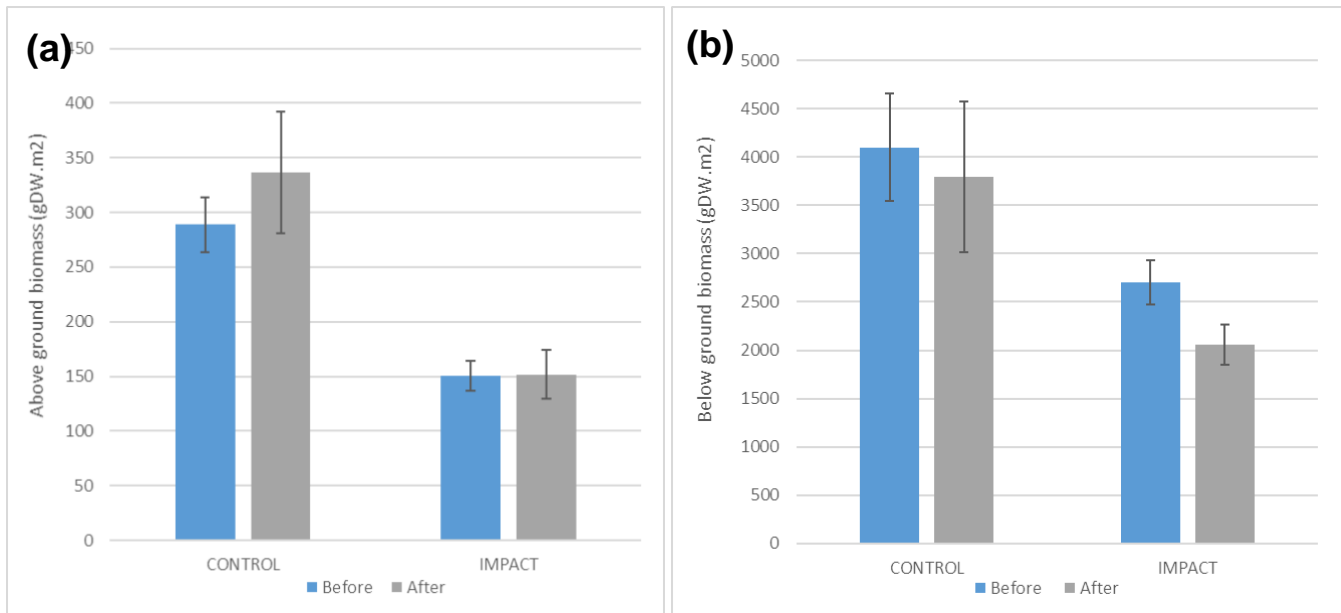 (a)
Above ground biomass (gDW.m2)
450
400
350
300
250
200
150
100
50
0
CONTROL IMPACT
Before After
(b)
Below ground biomass (gDW.m2)
5000
4500
4000
3500
3000
2500
2000
1500
1000
500
0
CONTROL IMPACT
Before After